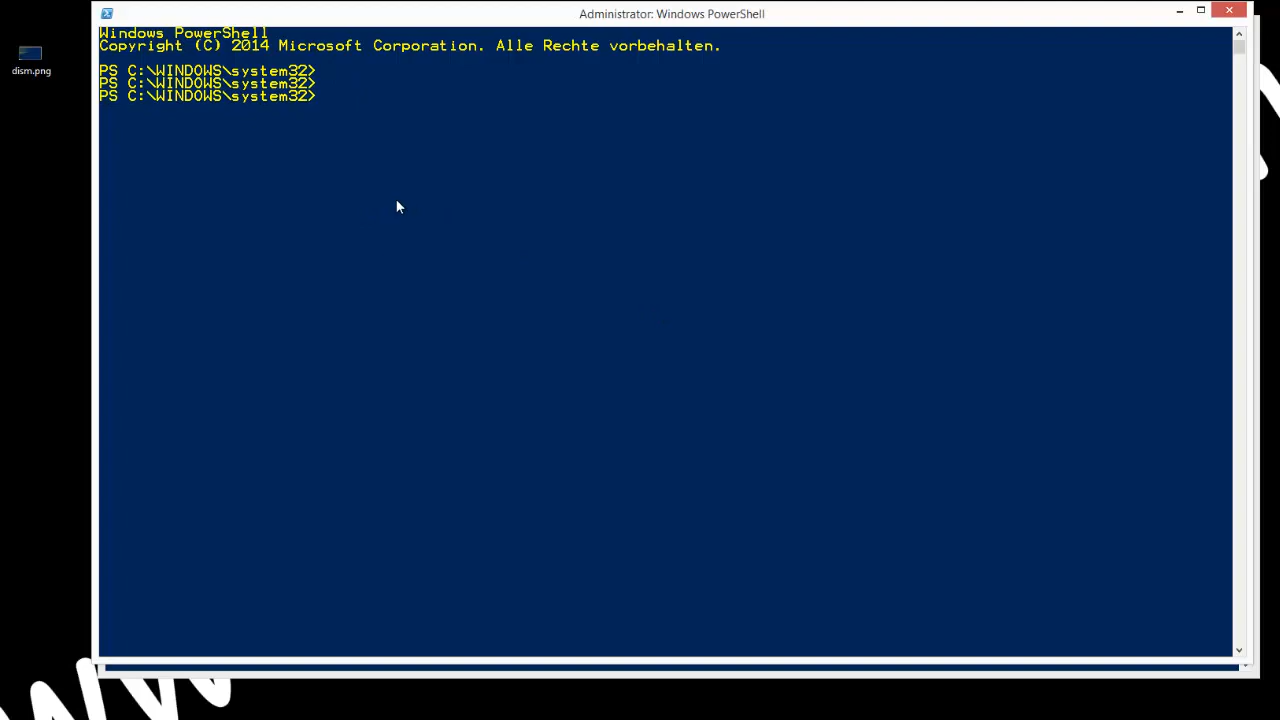 Administrator: Windows PowerShell
Windows PowerShell
Copyright (C) 2014 Microsoft Corporation. Alle Rechte vorbehalten.
PS C:\WINDOWS\system32>
PS C:\WINDOWS\system32>
PS C:\WINDOWS\system32>
dism.png